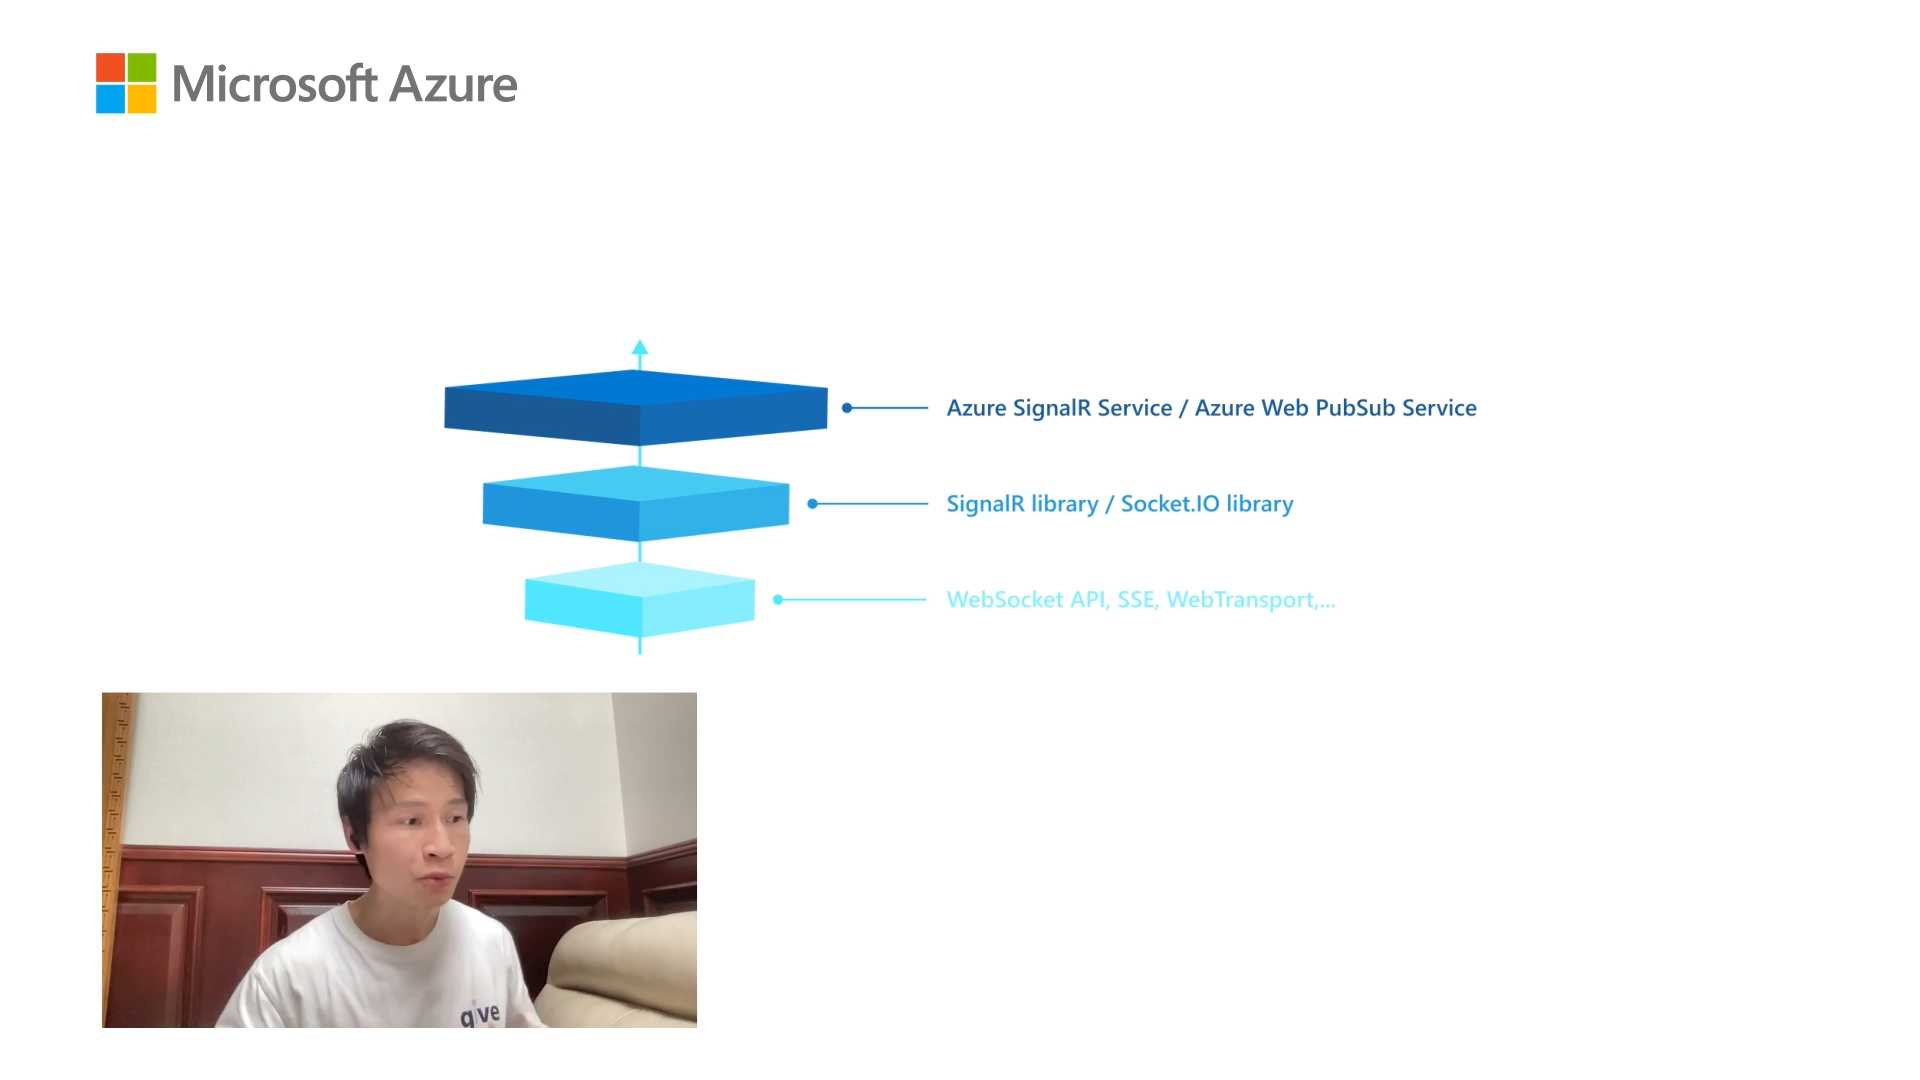 Microsoft Azure
Azure SignalR Service / Azure Web PubSub Service
SignalR library / Socket.IO library
WebSocket API, SSE, WebTransport,...
give